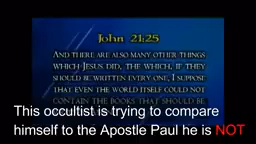 John 21:25
AND THERE ARE ALSO MANY OTHER THINGS
WHICH JESUS DID, THE WHICH, IF THEY
SHOULD BE WRITTEN EVERY ONE, I SUPPOSE
THAT EVEN THE WORLD ITSELF COULD NOT
CONTAIN THE BOOKS THAT SHOULD BE
This occultist is trying to compare
himself to the Apostle Paul he is NOT